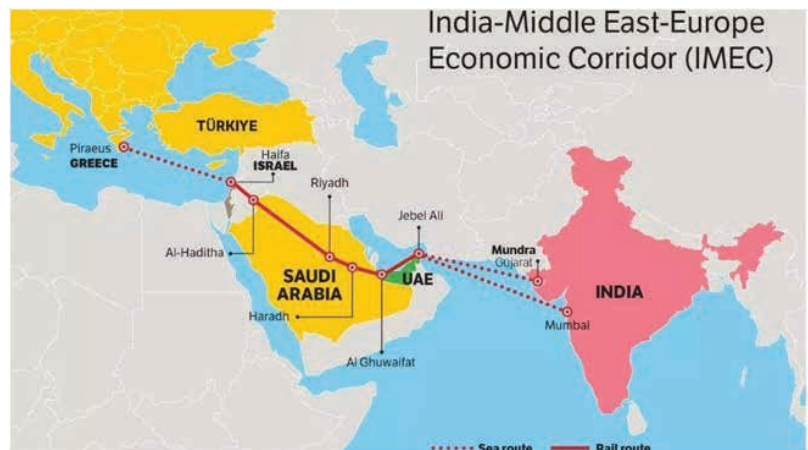 India-Middle East-Europe
Economic Corridor (IMEC)
TÜRKIYE
Piraeus
GREECE
Haifa
ISRAEL
Riyadh
Jebel Ali
Al-Haditha
Mundra
Gujarat
SAUDI
ARABIA
UAE
INDIA
Haradh
Mumbai
Al Ghuwaifat
Sea route
Rail route